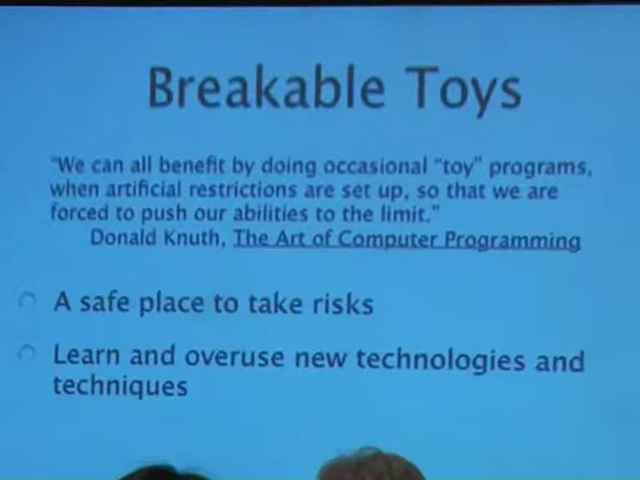 Breakable Toys
"We can all benefit by doing occasional "toy" programs,
when artificial restrictions are set up, so that we are
forced to push our abilities to the limit."
Donald Knuth, The Art of Computer Programming
A safe place to take risks
Learn and overuse new technologies and
techniques